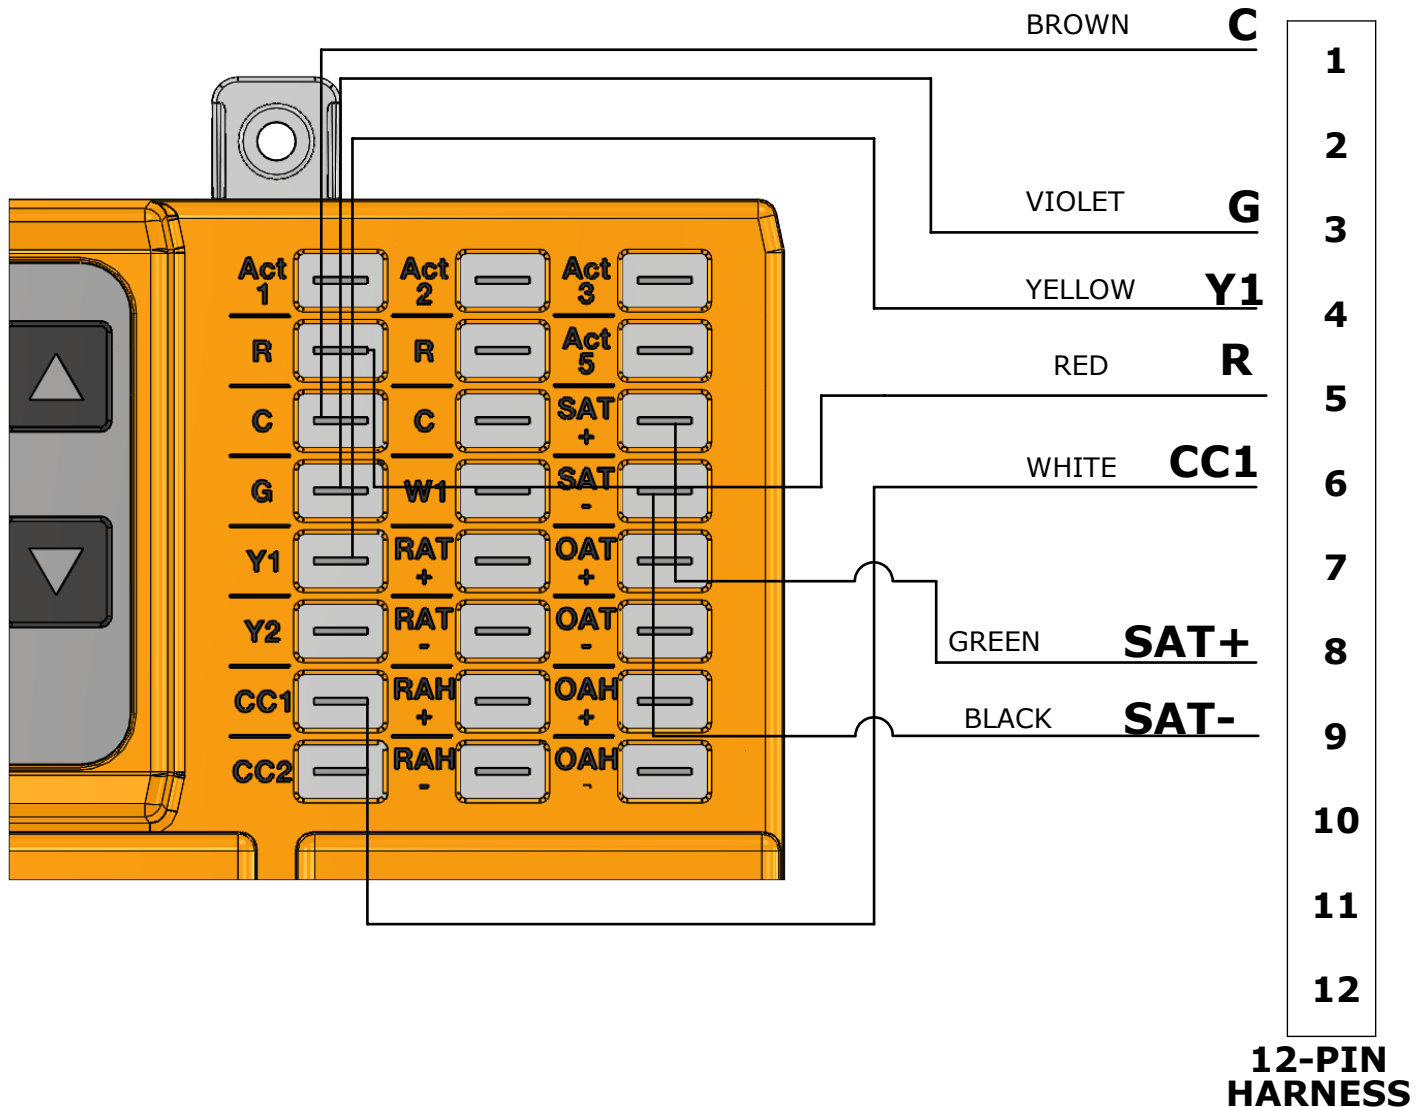 BROWN C
1
2
VIOLET G
3
YELLOW Y1
4
RED R
5
WHITE CC1
6
7
GREEN SAT+
8
BLACK SAT-
9
10
11
12
12-PIN
HARNESS
Act
1
Act
2
Act
3
R
R
Act
5
C
C
SAT
+
G
W1
SAT
-
Y1
RAT
+
OAT
+
Y2
RAT
-
OAT
-
CC1
RAH
+
OAH
+
CC2
RAH
-
OAH
-